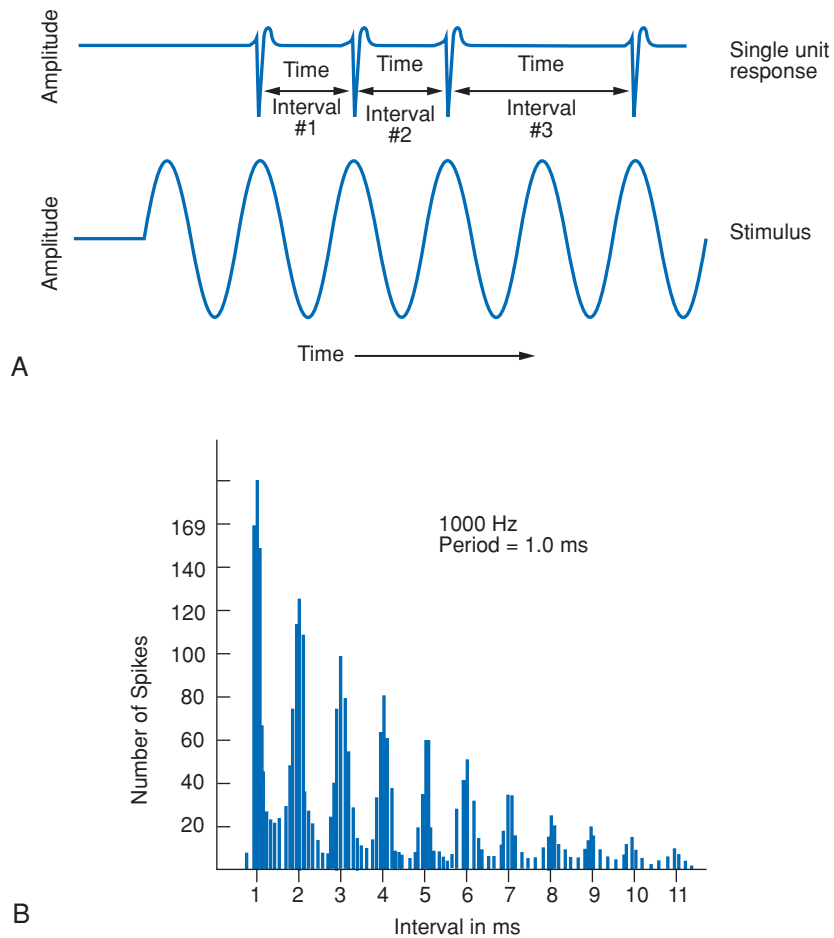 Amplitude
Single unit
response
Time
Time
Time
Interval
#1
Interval
#2
Interval
#3
Amplitude
Stimulus
Time
A
1000 Hz
Period = 1.0 ms
Number of Spikes
169
140
120
100
80
60
40
20
1 2 3 4 5 6 7 8 9 10 11
Interval in ms
B